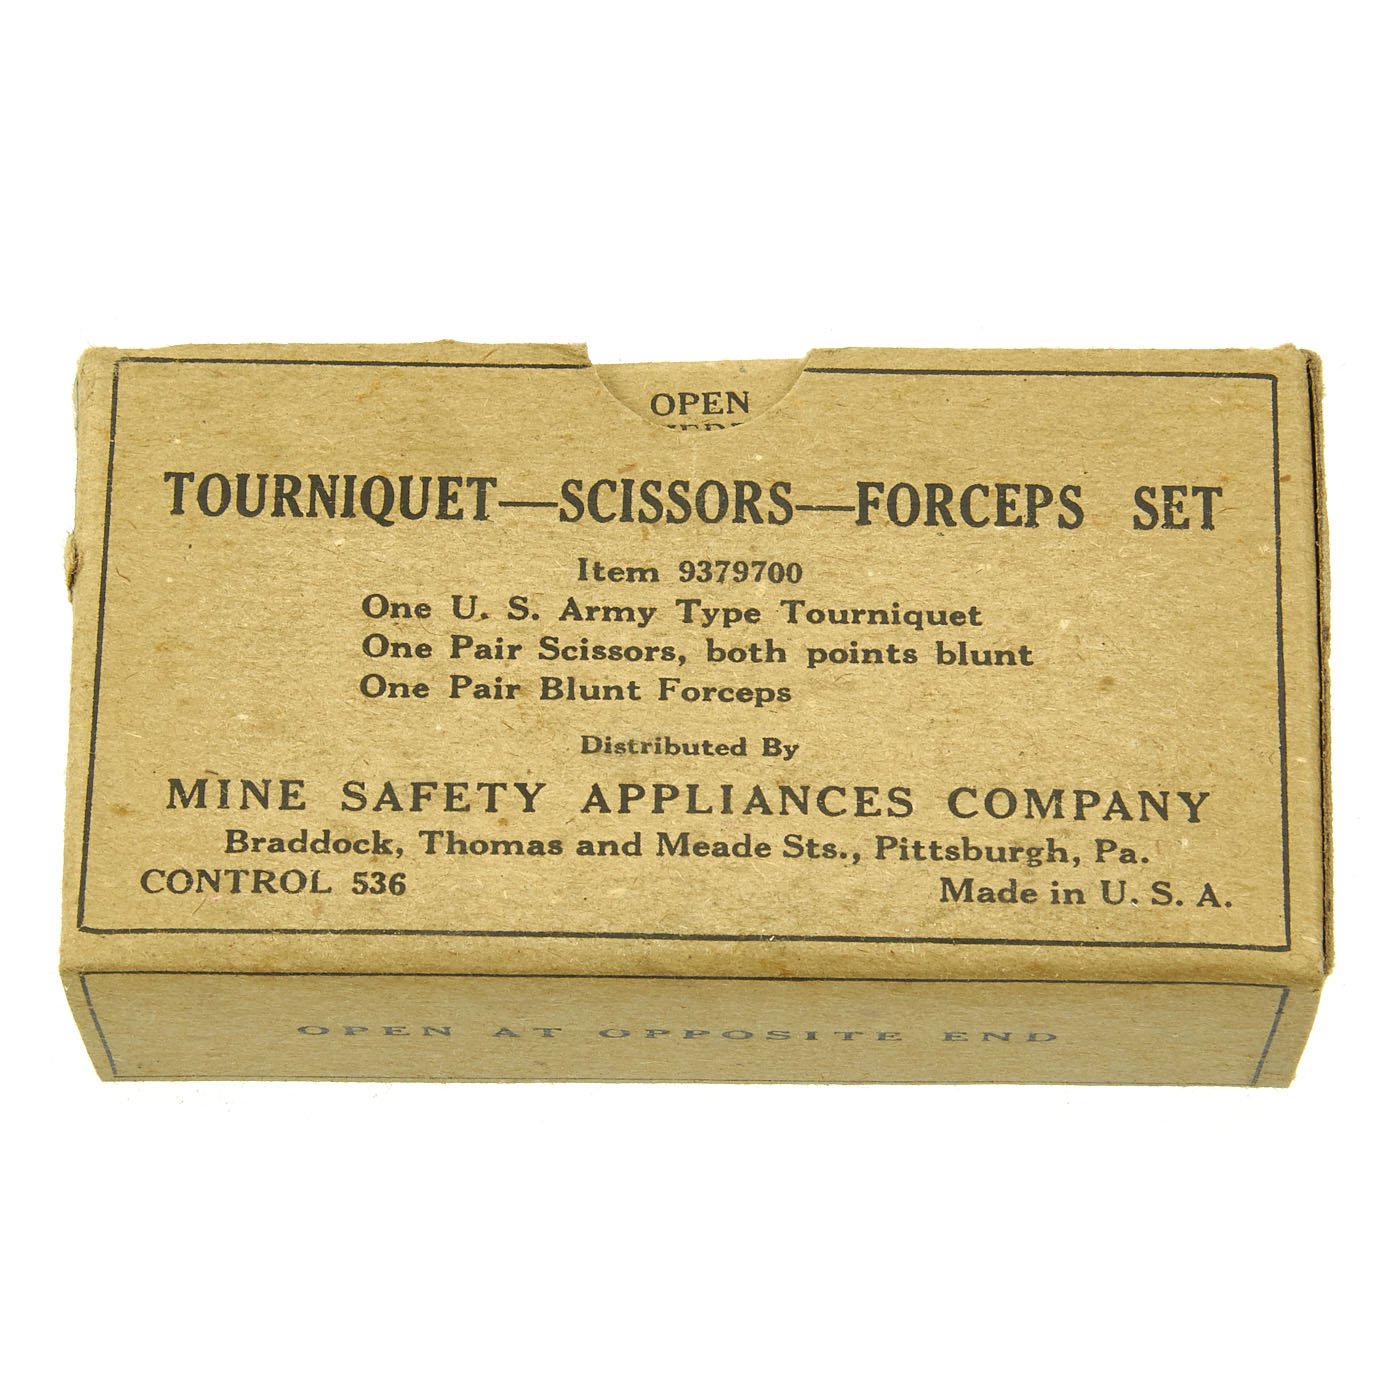 OPEN
TOURNIQUET—SCISSORS—FORCEPS SET
Item 9379700
One U. S. Army Type Tourniquet
One Pair Scissors, both points blunt
One Pair Blunt Forceps
Distributed By
MINE SAFETY APPLIANCES COMPANY
Braddock, Thomas and Meade Sts., Pittsburgh, Pa.
CONTROL 536
Made in U. S. A.
OPEN AT OPPOSITE END